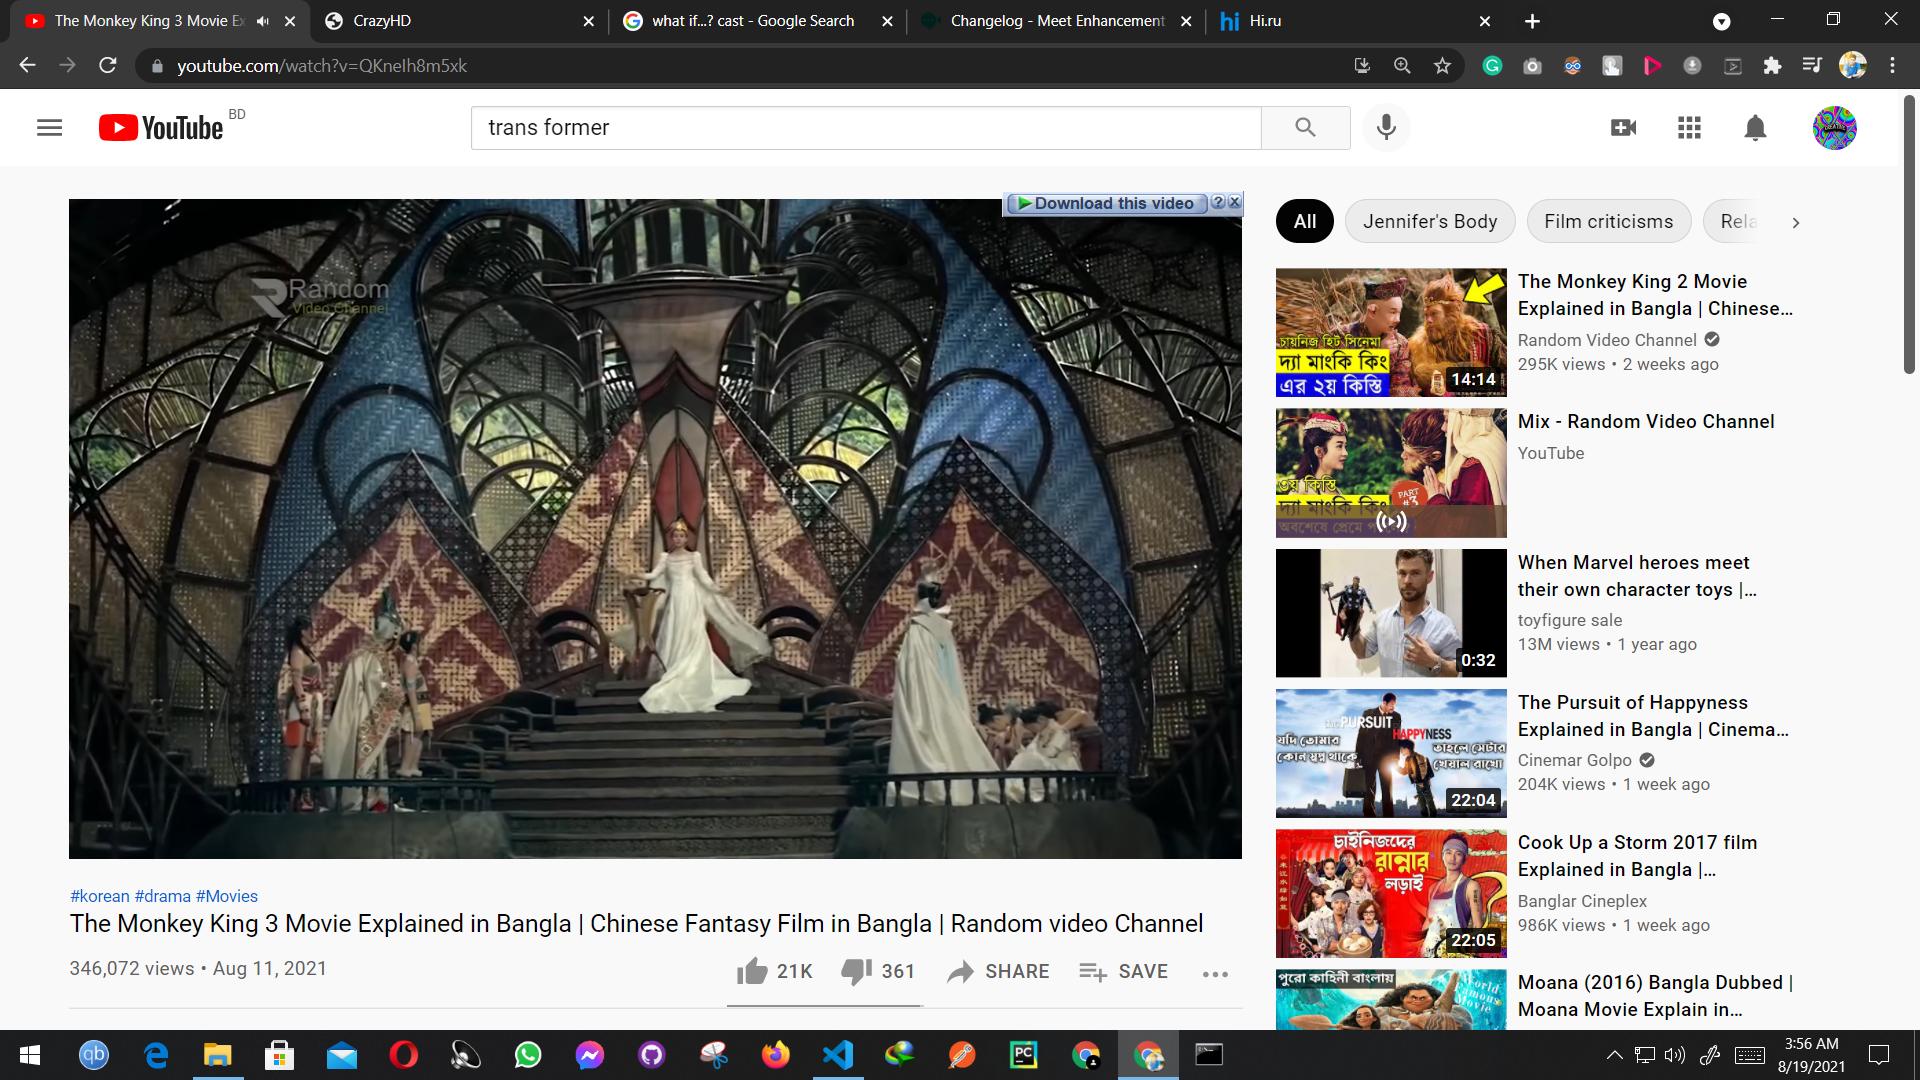 The Monkey King 3 Movie Ex
CrazyHD
what if...? cast - Google Search
Changelog - Meet Enhancement
hi Hi.ru
youtube.com/watch?v=QKneIh8m5xk
YouTube BD
trans former
Download this video
Random
Video Channel
All
Jennifer's Body
Film criticisms
Rela
The Monkey King 2 Movie
Explained in Bangla | Chinese...
Random Video Channel
295K views • 2 weeks ago
চায়নিজ হিট সিনেমা
দ্যা মাংকি কিং
এর ২য় কিস্তি
14:14
Mix - Random Video Channel
YouTube
৩য় কিস্তি
দ্যা মাংকি কিং
PART
#3
When Marvel heroes meet
their own character toys |...
toyfigure sale
13M views • 1 year ago
0:32
The Pursuit of Happyness
Explained in Bangla | Cinema...
Cinemar Golpo
204K views • 1 week ago
THE PURSUIT
HAPPYNESS
যদি তোমার
কোন স্বপ্ন থাকে
তাহলে সেটার
খেয়াল রাখো
22:04
Cook Up a Storm 2017 film
Explained in Bangla |...
Banglar Cineplex
986K views • 1 week ago
চাইনিজদের
রান্নার
লড়াই
22:05
Moana (2016) Bangla Dubbed |
Moana Movie Explain in...
পুরো কাহিনী বাংলায়
World
Famous
Movie
#korean #drama #Movies
The Monkey King 3 Movie Explained in Bangla | Chinese Fantasy Film in Bangla | Random video Channel
346,072 views • Aug 11, 2021
21K
361
SHARE
SAVE
qb
PC
3:56 AM
8/19/2021